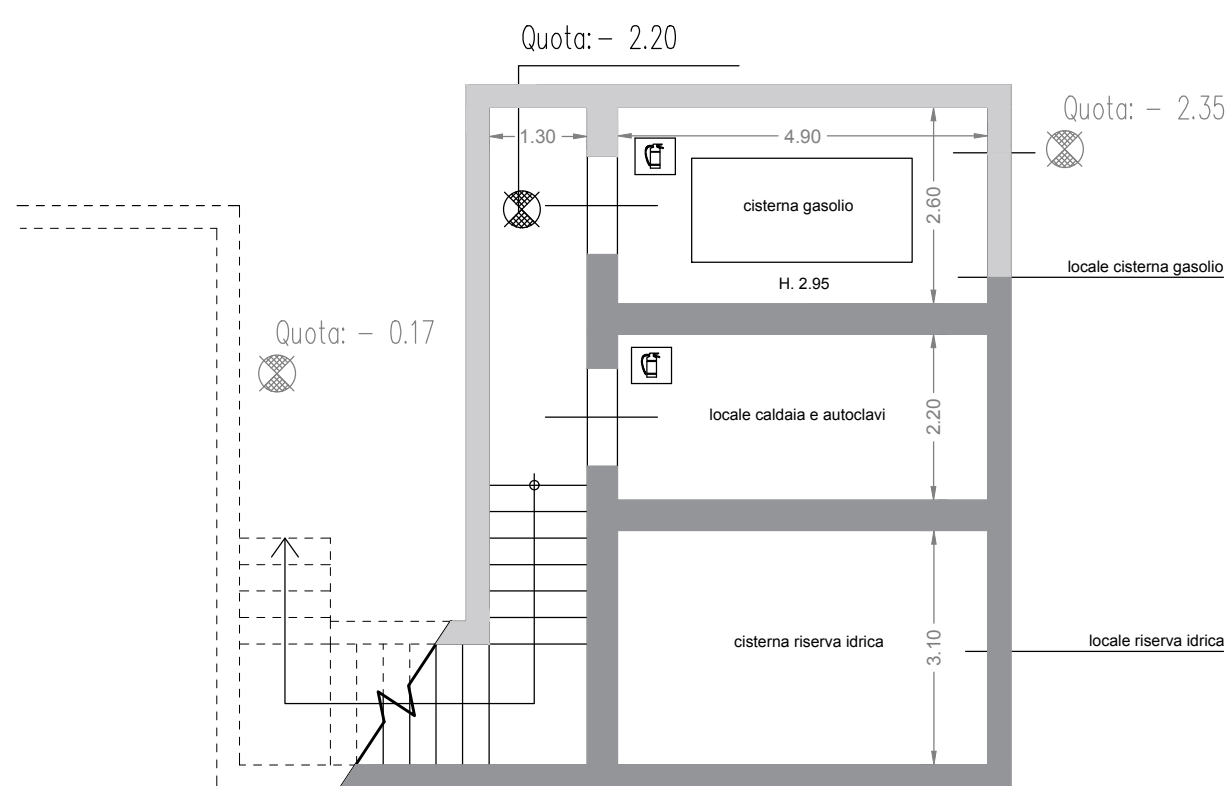 Quota: - 2.20
Quota: - 2.35
1.30
4.90
cisterna gasolio
2.60
locale cisterna gasolio
H. 2.95
Quota: - 0.17
locale caldaia e autoclavi
2.20
cisterna riserva idrica
3.10
locale riserva idrica